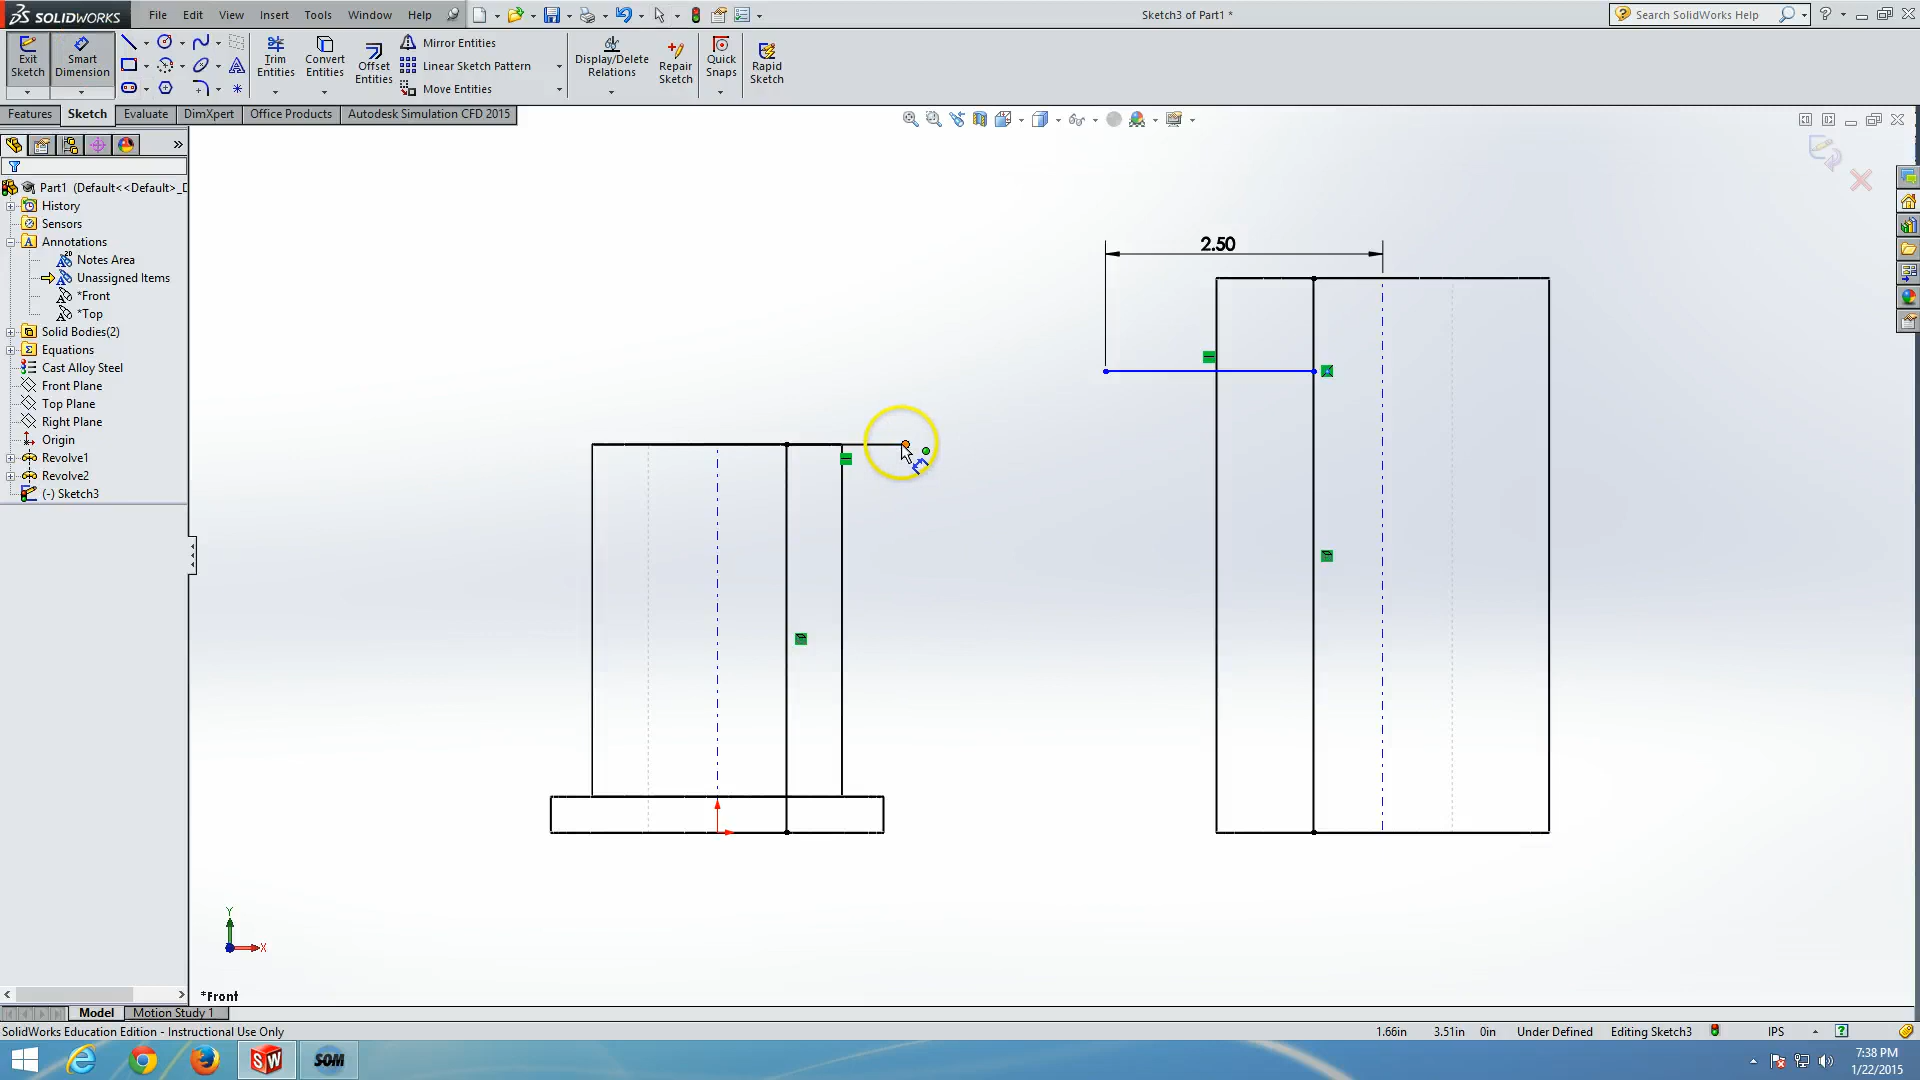 SOLIDWORKS File Edit View Insert Tools Window Help Sketch3 of Part1 * Search SolidWorks Help
Exit Sketch
Smart Dimension
Trim Entities
Convert Entities
Offset Entities
Mirror Entities
Linear Sketch Pattern
Move Entities
Display/Delete Relations
Repair Sketch
Quick Snaps
Rapid Sketch
Features Sketch Evaluate DimXpert Office Products Autodesk Simulation CFD 2015
Part1 (Default<<Default>_D
History
Sensors
Annotations
Notes Area
Unassigned Items
*Front
*Top
Solid Bodies(2)
Equations
Cast Alloy Steel
Front Plane
Top Plane
Right Plane
Origin
Revolve1
Revolve2
(-) Sketch3
2.50
Y
X
*Front
Model Motion Study 1
SolidWorks Education Edition - Instructional Use Only 1.66in 3.51in 0in Under Defined Editing Sketch3 IPS
SOM
7:38 PM
1/22/2015